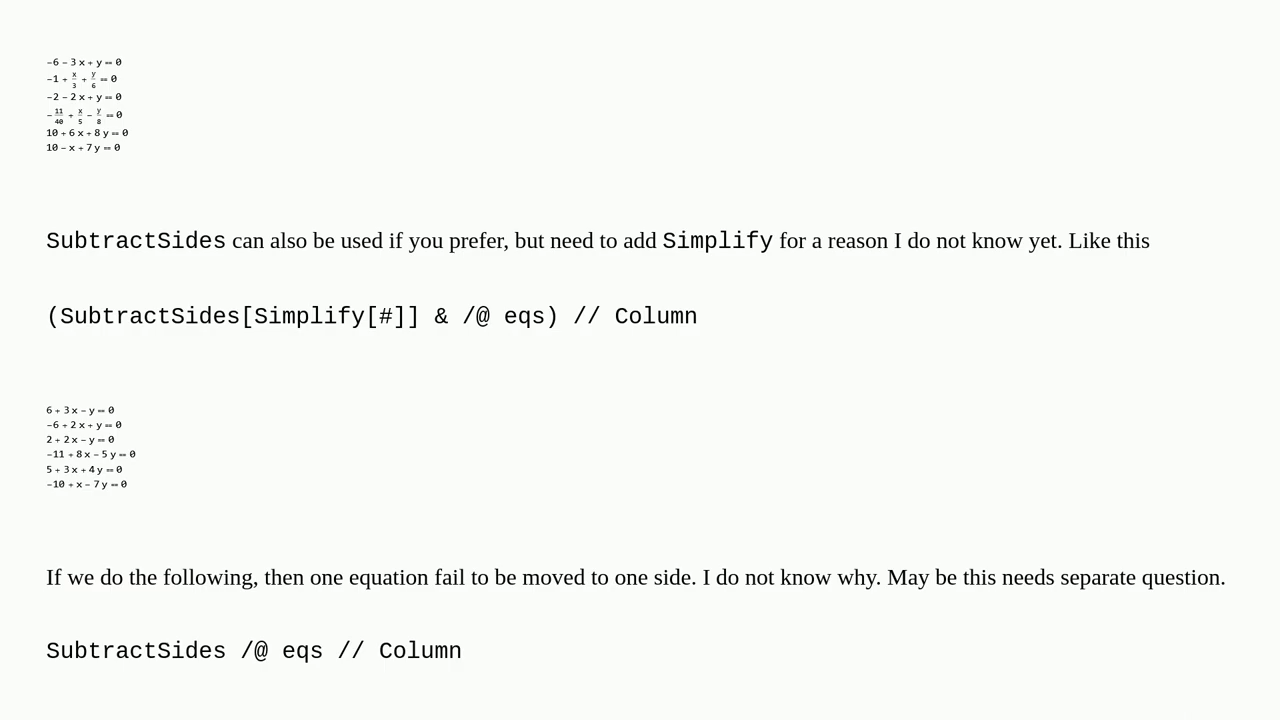 −6 − 3 x + y == 0
−1 + x/3 + y/6 == 0
−2 − 2 x + y == 0
−11/40 + x/5 − y/8 == 0
10 + 6 x + 8 y == 0
10 − x + 7 y == 0
SubtractSides can also be used if you prefer, but need to add Simplify for a reason I do not know yet. Like this
(SubtractSides[Simplify[#]] & /@ eqs) // Column
6 + 3 x − y == 0
−6 + 2 x + y == 0
2 + 2 x − y == 0
−11 + 8 x − 5 y == 0
5 + 3 x + 4 y == 0
−10 + x − 7 y == 0
If we do the following, then one equation fail to be moved to one side. I do not know why. May be this needs separate question.
SubtractSides /@ eqs // Column